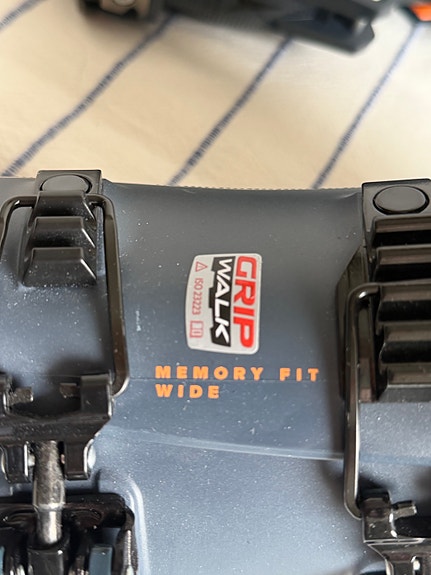 GRIP
WALK
ISO 23223
MEMORY FIT
WIDE